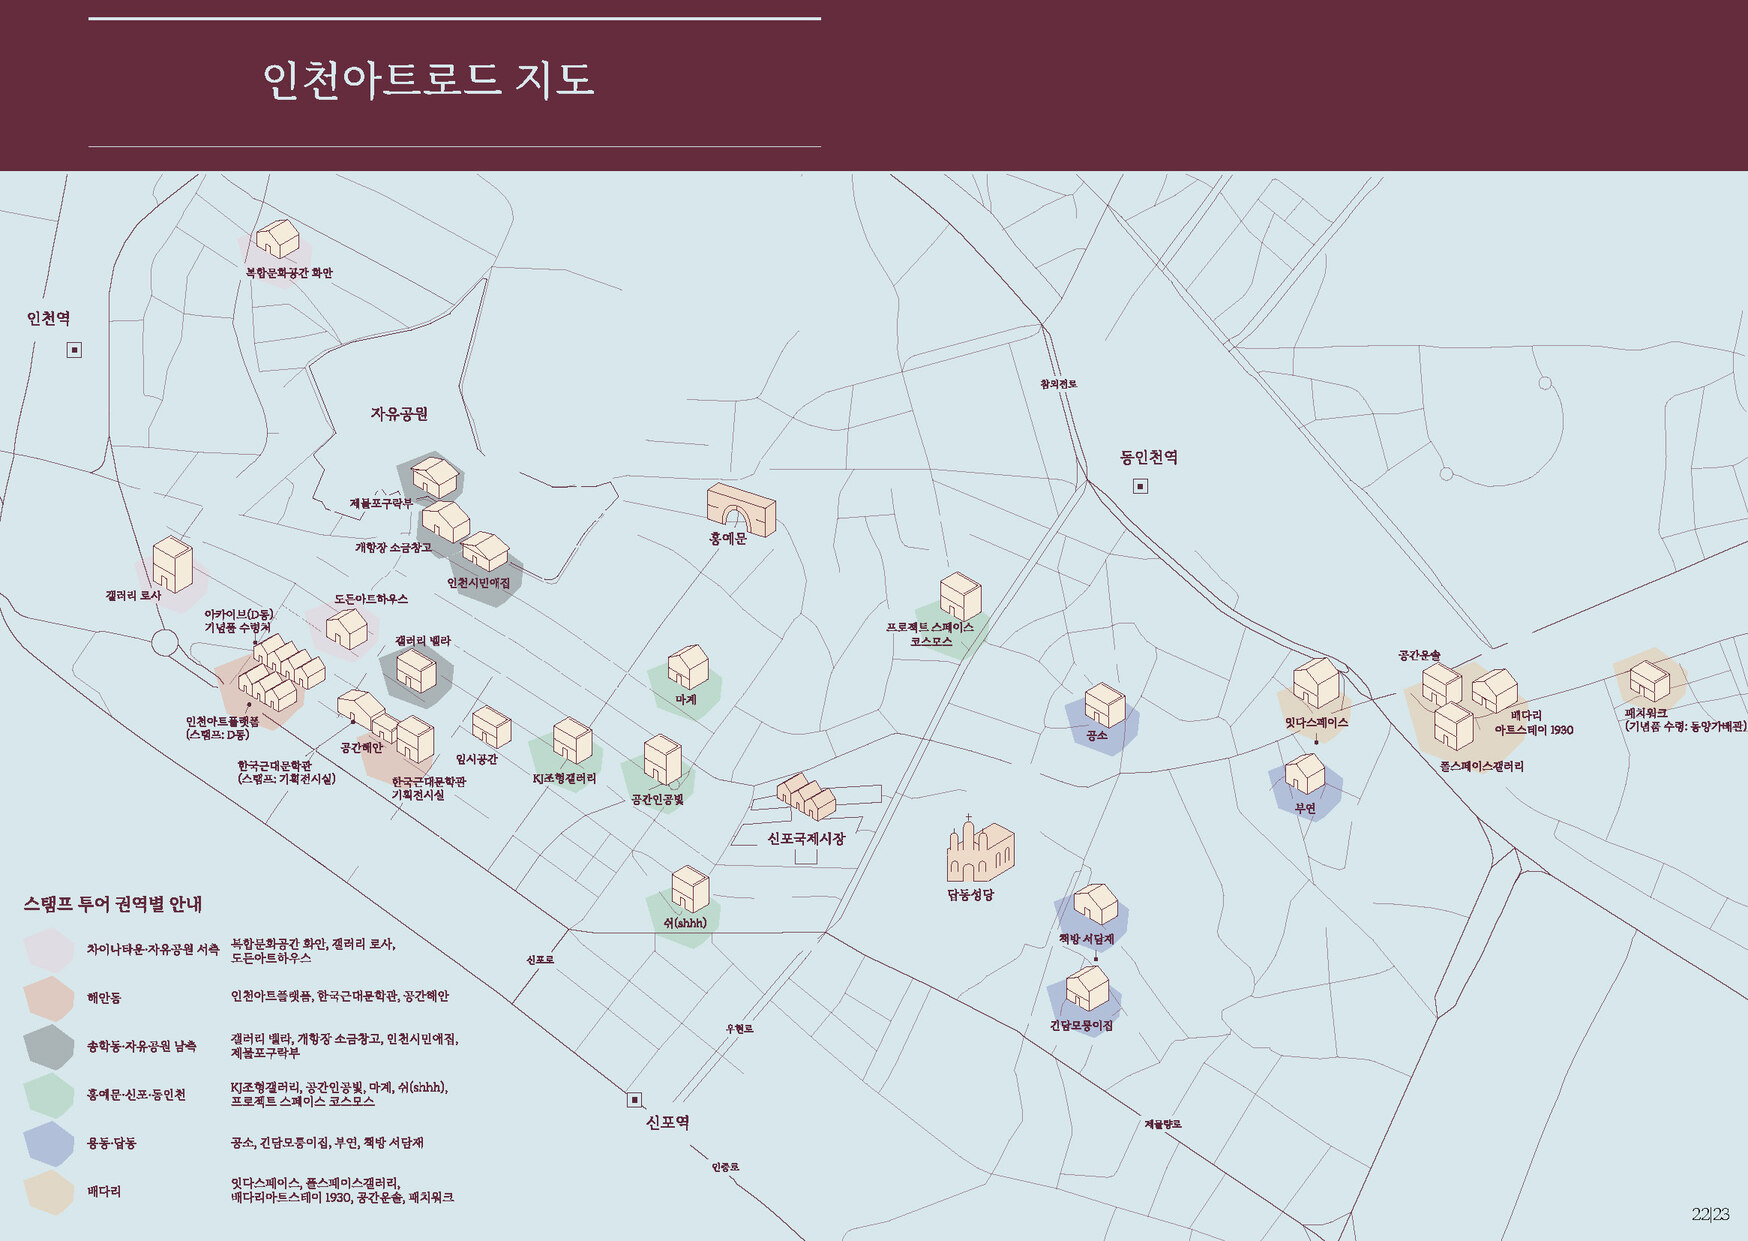 인천아트로드 지도
복합문화공간 화안
인천역
자유공원
참외전로
동인천역
제물포구락부
개항장 소금창고
인천시민애집
홍예문
갤러리 로사
아카이브(D동)
기념품 수령처
도든아트하우스
갤러리 벨라
프로젝트 스페이스
코스모스
공간운솔
마계
공소
잇다스페이스
배다리
아트스테이 1930
패치워크
(기념품 수령: 동양가배관)
인천아트플랫폼
(스탬프: D동)
공간해안
한국근대문학관
(스탬프: 기획전시실)
임시공간
한국근대문학관
기획전시실
KJ조형갤러리
공간인공빛
플스페이스갤러리
부연
신포국제시장
답동성당
쉬(shhh)
책방 서담재
긴담모퉁이집
신포로
우현로
신포역
인중로
제물량로
스탬프 투어 권역별 안내
차이나타운·자유공원 서측
복합문화공간 화안, 갤러리 로사,
도든아트하우스
해안동
인천아트플랫폼, 한국근대문학관, 공간해안
송학동·자유공원 남측
갤러리 벨라, 개항장 소금창고, 인천시민애집,
제물포구락부
홍예문·신포·동인천
KJ조형갤러리, 공간인공빛, 마계, 쉬(shhh),
프로젝트 스페이스 코스모스
용동·답동
공소, 긴담모퉁이집, 부연, 책방 서담재
배다리
잇다스페이스, 플스페이스갤러리,
배다리아트스테이 1930, 공간운솔, 패치워크
22|23